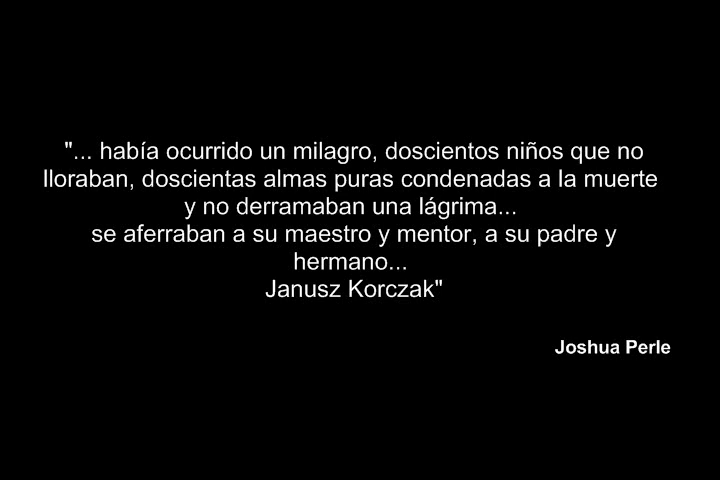 "... había ocurrido un milagro, doscientos niños que no
lloraban, doscientas almas puras condenadas a la muerte
y no derramaban una lágrima...
se aferraban a su maestro y mentor, a su padre y
hermano...
Janusz Korczak"
Joshua Perle